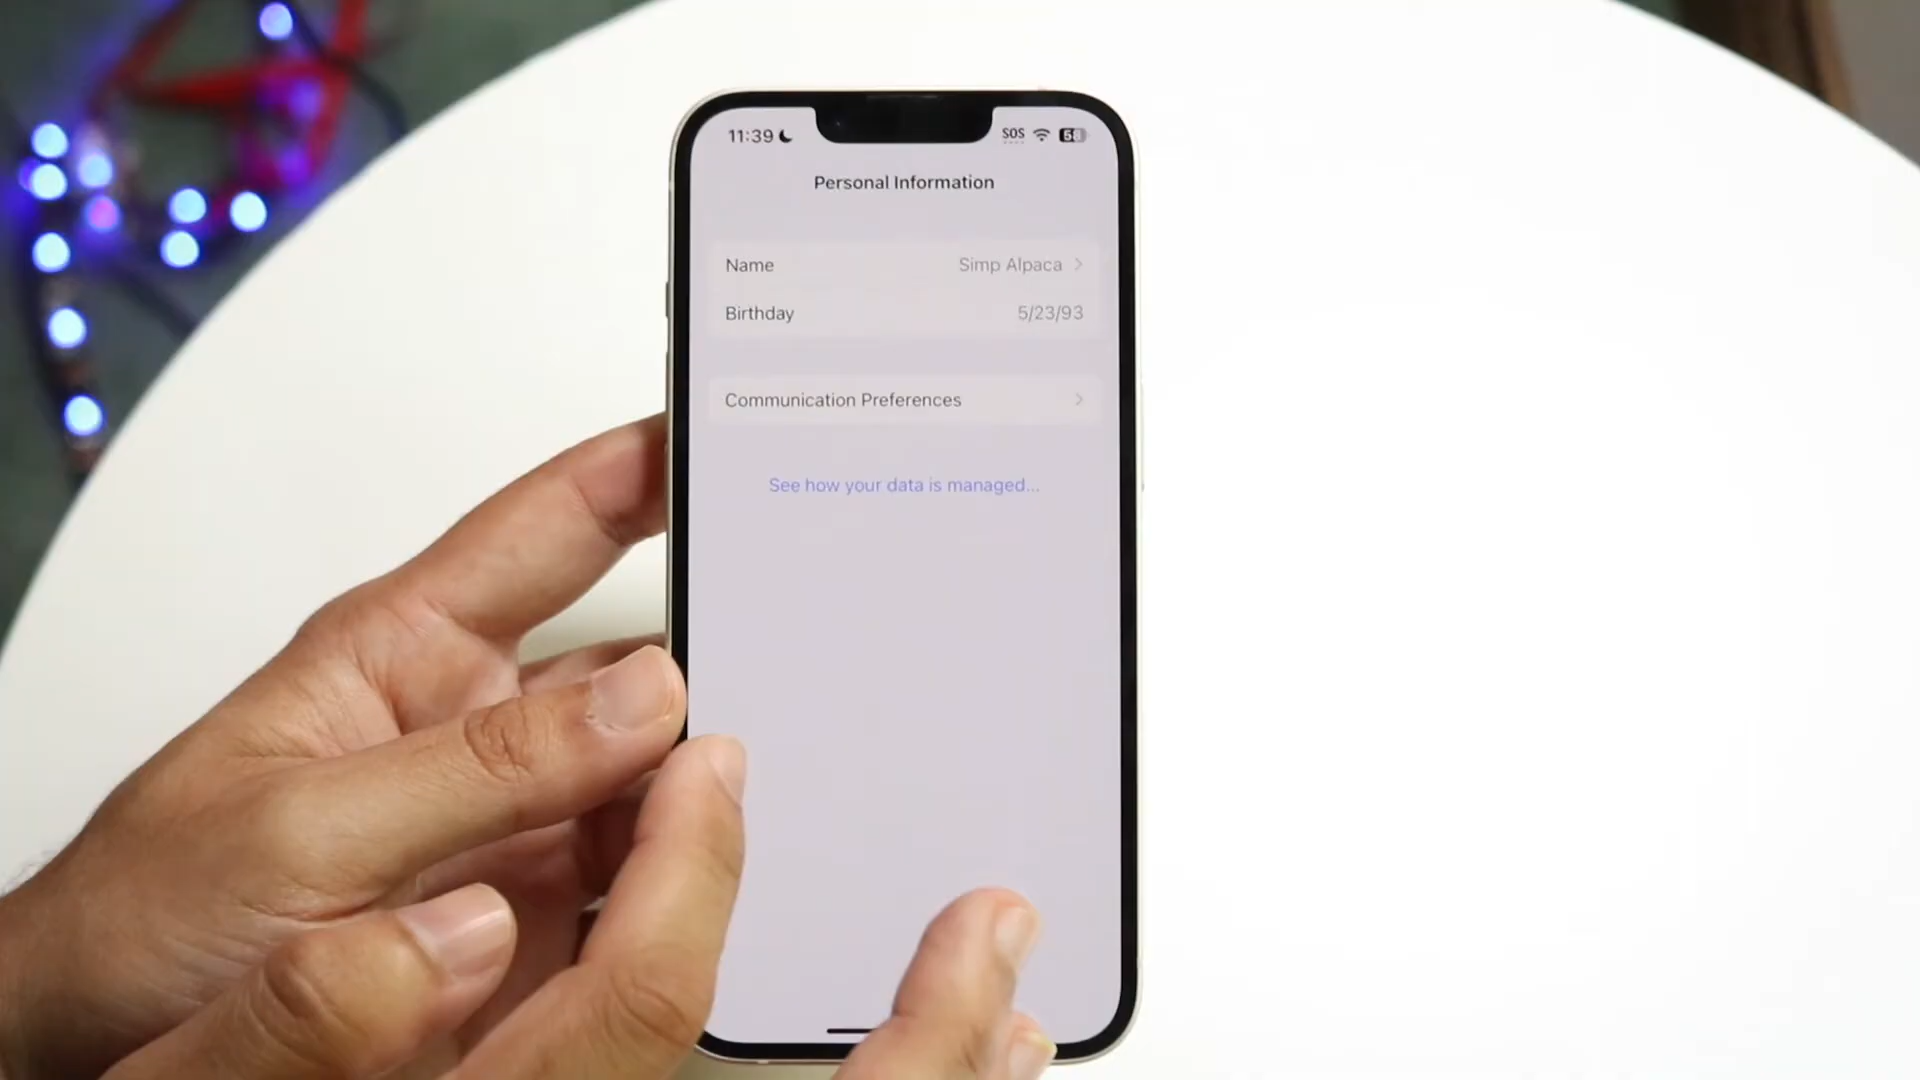 11:39 SOS 58
Personal Information
Name Simp Alpaca
Birthday 5/23/93
Communication Preferences
See how your data is managed...